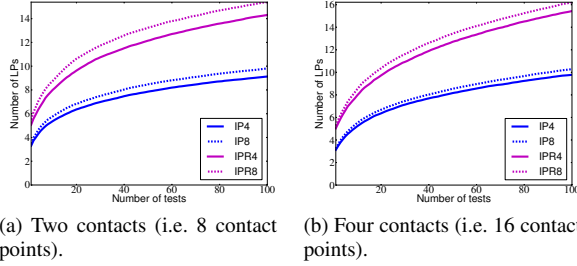 Number of LPs
14
12
10
8
6
4
2
0
20
40
60
80
100
Number of tests
IP4
IP8
IPR4
IPR8
Number of LPs
16
14
12
10
8
6
4
2
0
20
40
60
80
100
Number of tests
IP4
IP8
IPR4
IPR8
(a) Two contacts (i.e. 8 contact
points).
(b) Four contacts (i.e. 16 contact
points).